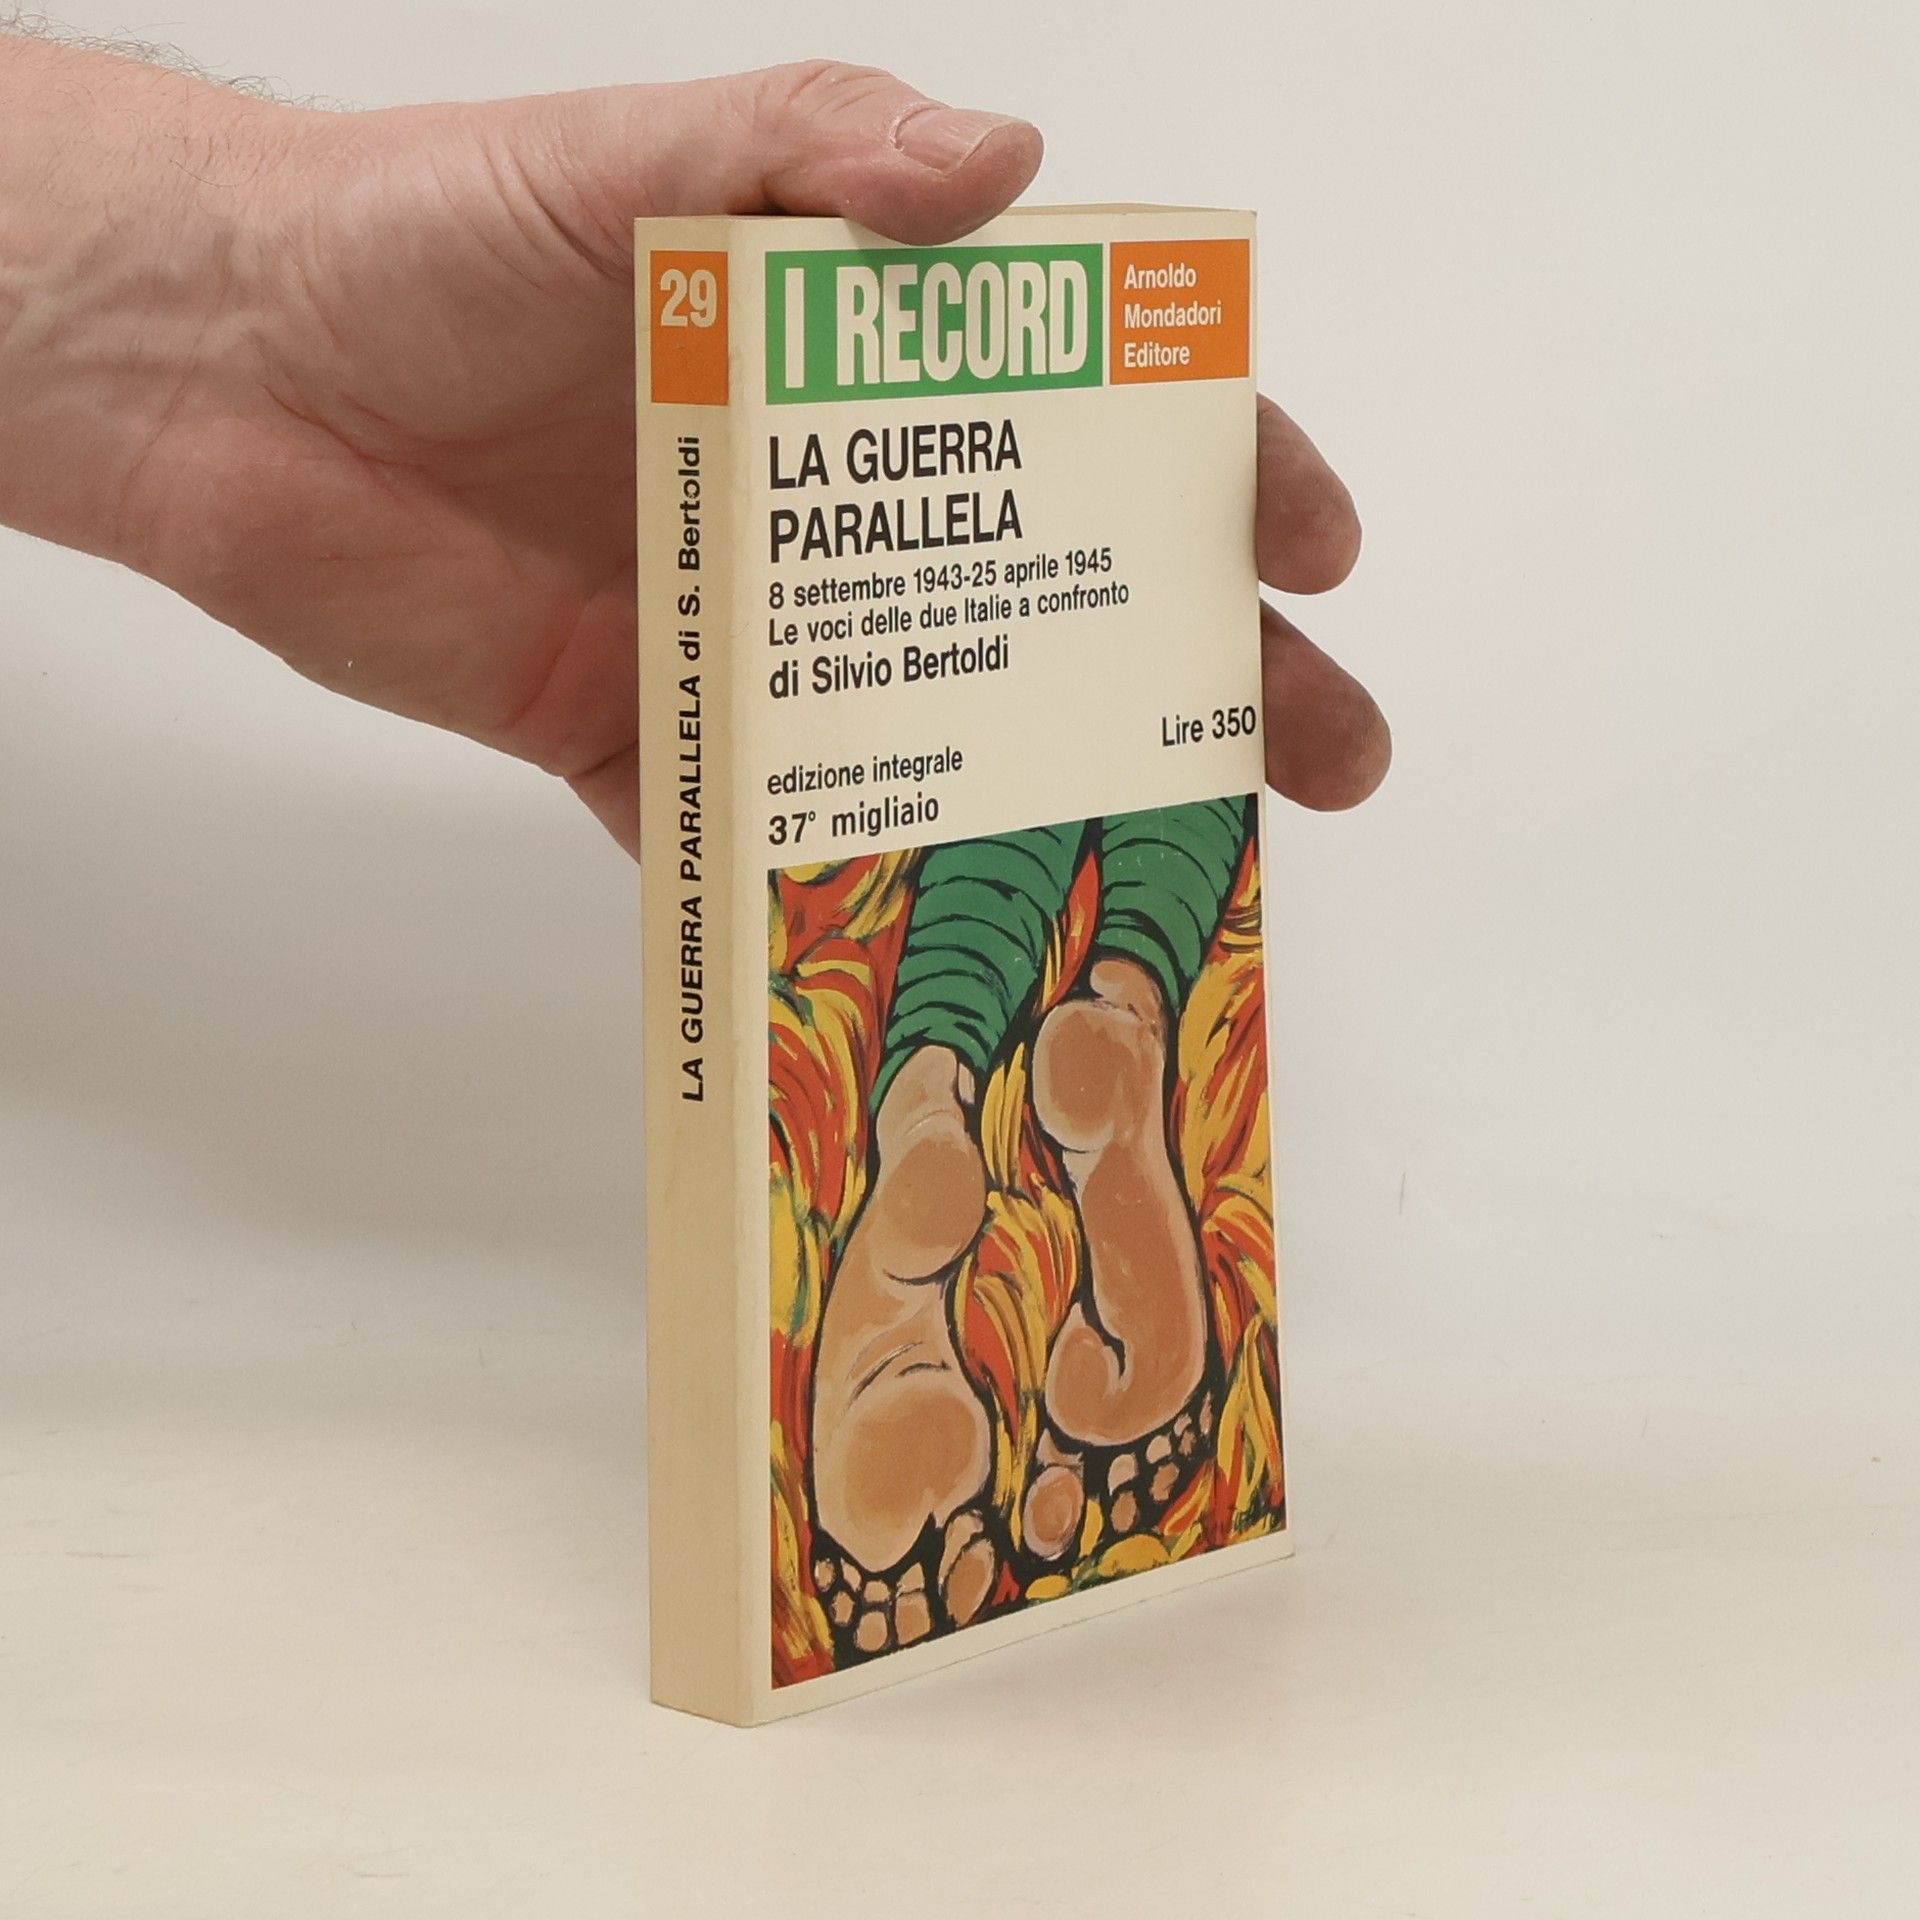 29
LA GUERRA PARALLELA di S. Bertoldi
I RECORD
Arnoldo
Mondadori
Editore
LA GUERRA
PARALLELA
8 settembre 1943-25 aprile 1945
Le voci delle due Italie a confronto
di Silvio Bertoldi
Lire 350
edizione integrale
37° migliaio